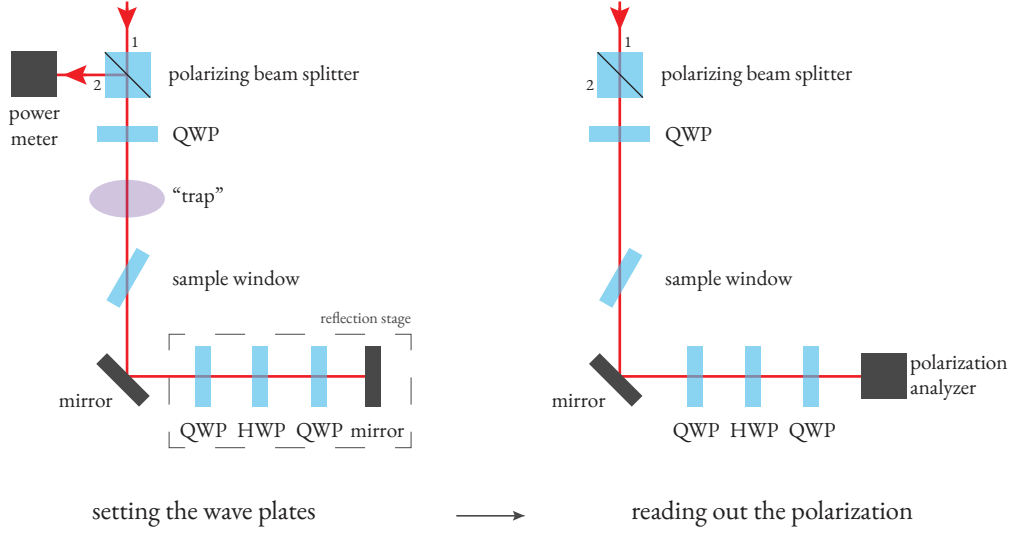 1
2
polarizing beam splitter
power
meter
QWP
“trap”
sample window
reflection stage
mirror
QWP HWP QWP mirror
setting the wave plates
1
2
polarizing beam splitter
QWP
sample window
mirror
polarization
analyzer
QWP HWP QWP
reading out the polarization